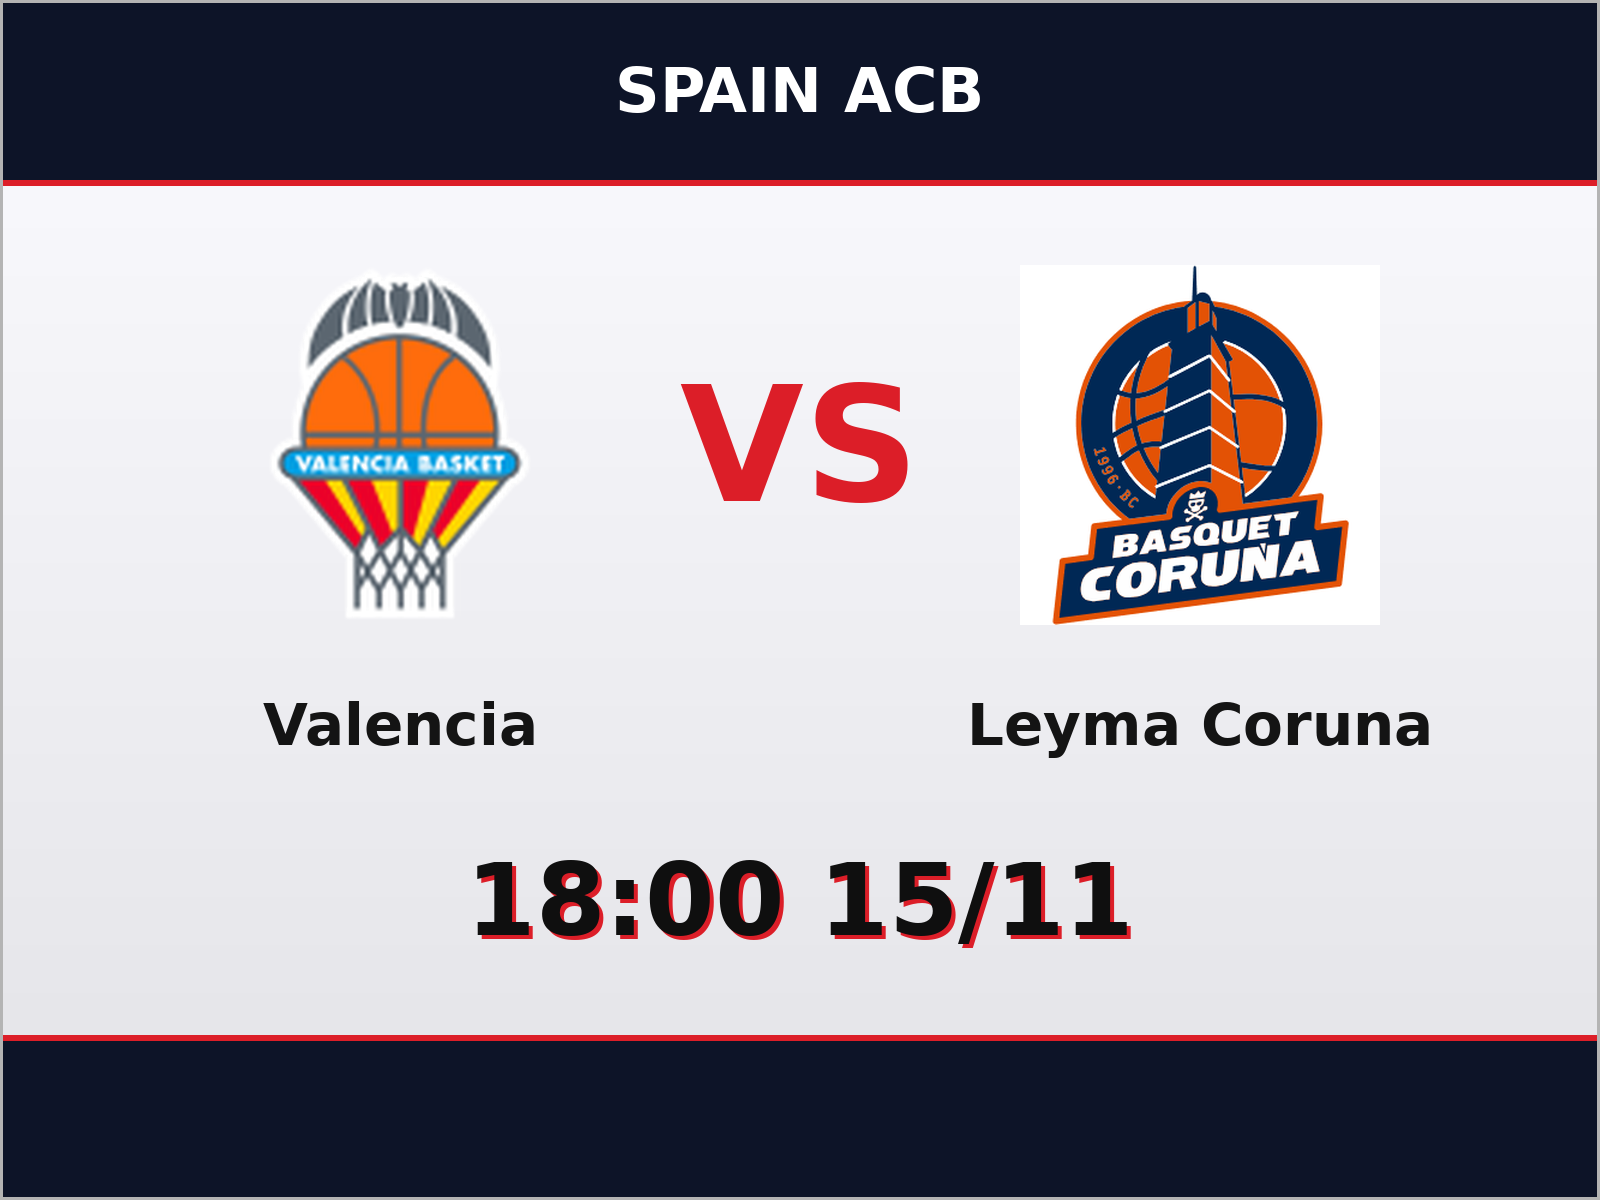 SPAIN ACB
VALENCIA BASKET
VS
1996·BC
BASQUET
CORUÑA
Valencia
Leyma Coruna
18:00 15/11